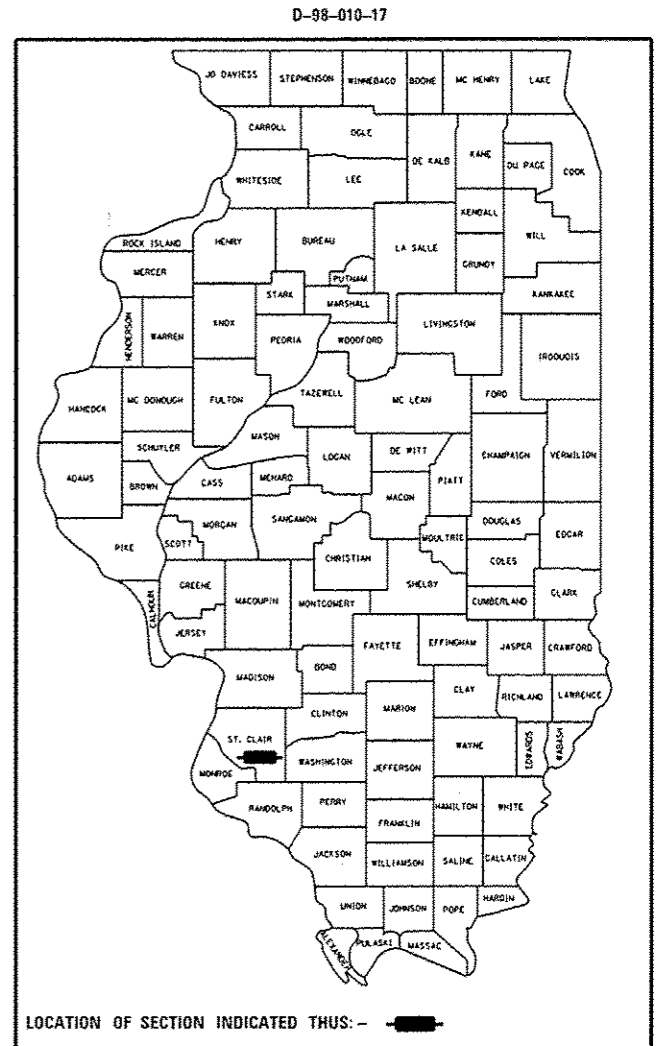 D-98-010-17
JO DAVIESS STEPHENSON WINNEBAGO BOONE MC HENRY LAKE
CARROLL OGLE DE KALB KANE DU PAGE COOK
WHITESIDE LEE
KENDALL WILL
ROCK ISLAND HENRY BUREAU LA SALLE GRUNDY
MERCER PUTNAM KANKAKEE
STARK MARSHALL
HENDERSON WARREN KNOX PEORIA WOODFORD LIVINGSTON IROQUOIS
HANCOCK MC DONOUGH FULTON TAZEWELL MC LEAN FORD
MASON
SCHUYLER LOGAN DE WITT CHAMPAIGN VERMILION
ADAMS BROWN CASS MENARD PIATT
MACON
MORGAN SANGAMON DOUGLAS
PIKE SCOTT CHRISTIAN MOULTRIE COLES EDGAR
GREENE MACOUPIN SHELBY
CALHOUN MONTGOMERY CUMBERLAND CLARK
JERSEY
FAYETTE EFFINGHAM JASPER CRAWFORD
MADISON BOND
CLAY
CLINTON MARION RICHLAND LAWRENCE
ST. CLAIR
WASHINGTON WAYNE EDWARDS WABASH
MONROE JEFFERSON
RANDOLPH PERRY HAMILTON WHITE
FRANKLIN
JACKSON WILLIAMSON SALINE GALLATIN
UNION JOHNSON POPE HARDIN
ALEXANDER PULASKI MASSAC
LOCATION OF SECTION INDICATED THUS: -